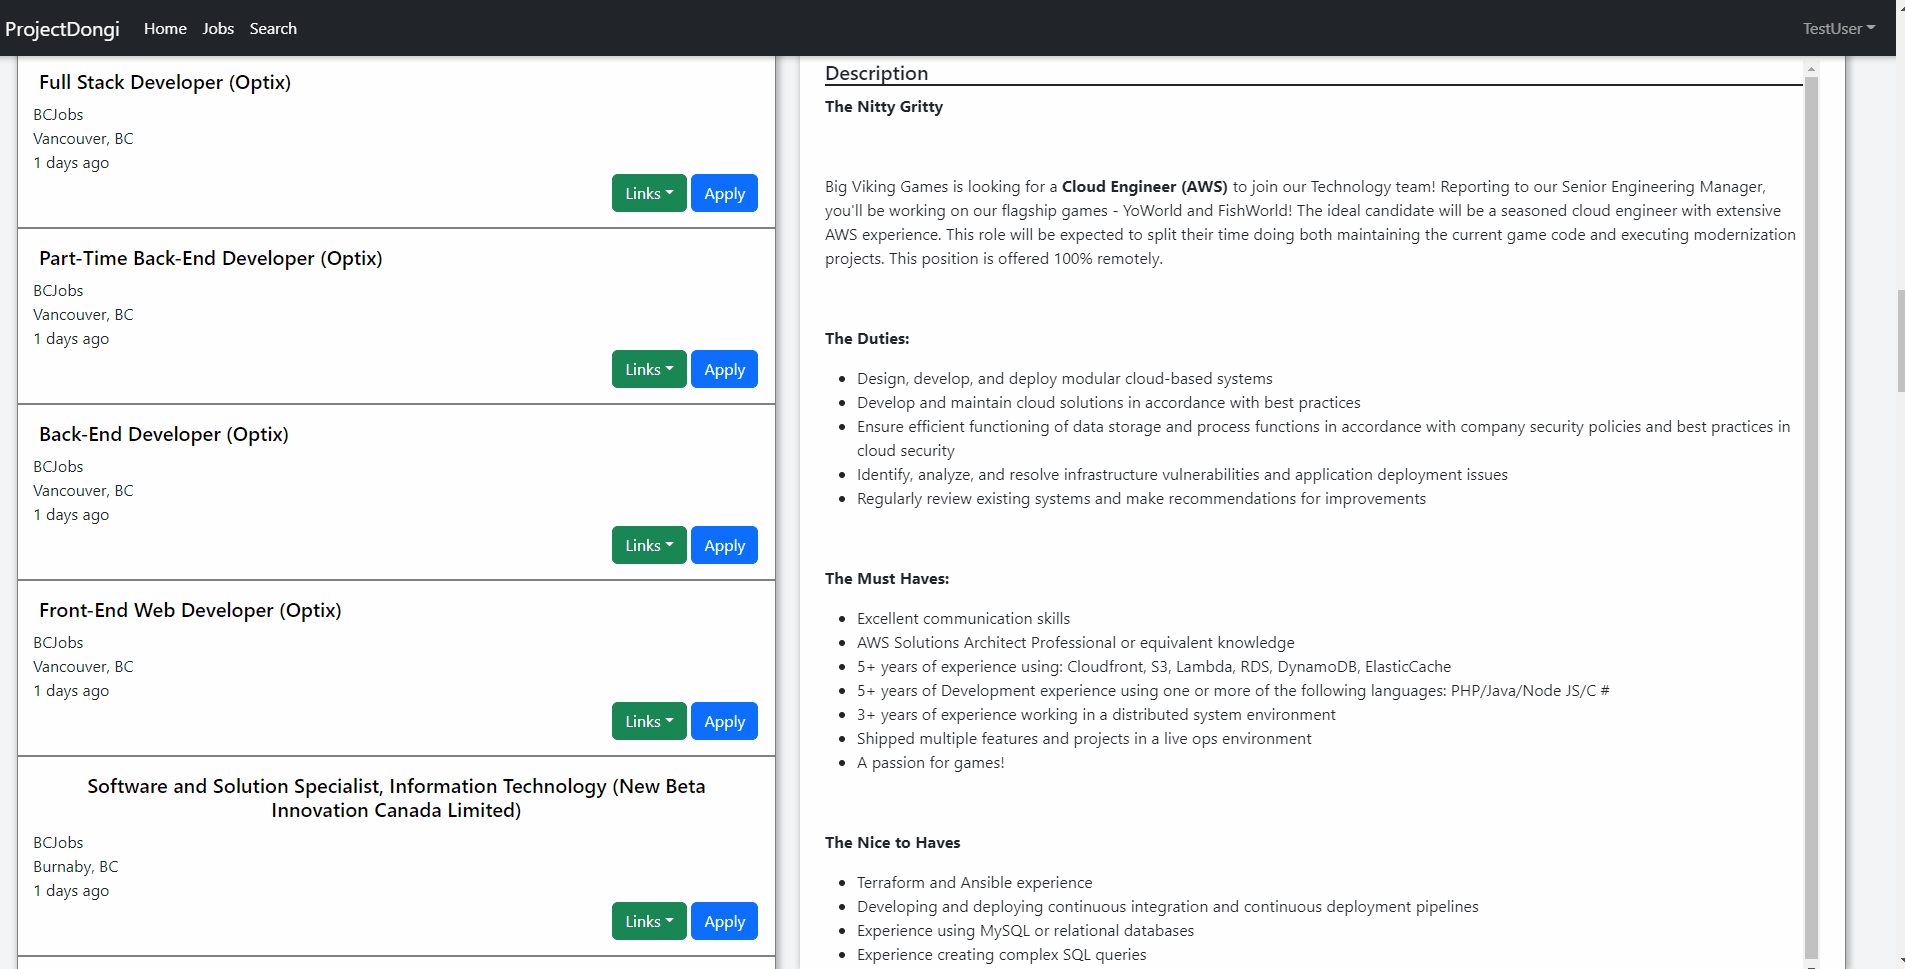 ProjectDongi Home Jobs Search TestUser
Full Stack Developer (Optix)
BCJobs
Vancouver, BC
1 days ago
Links Apply
Part-Time Back-End Developer (Optix)
BCJobs
Vancouver, BC
1 days ago
Links Apply
Back-End Developer (Optix)
BCJobs
Vancouver, BC
1 days ago
Links Apply
Front-End Web Developer (Optix)
BCJobs
Vancouver, BC
1 days ago
Links Apply
Software and Solution Specialist, Information Technology (New Beta
Innovation Canada Limited)
BCJobs
Burnaby, BC
1 days ago
Links Apply
Description
The Nitty Gritty
Big Viking Games is looking for a Cloud Engineer (AWS) to join our Technology team! Reporting to our Senior Engineering Manager,
you'll be working on our flagship games - YoWorld and FishWorld! The ideal candidate will be a seasoned cloud engineer with extensive
AWS experience. This role will be expected to split their time doing both maintaining the current game code and executing modernization
projects. This position is offered 100% remotely.
The Duties:
• Design, develop, and deploy modular cloud-based systems
• Develop and maintain cloud solutions in accordance with best practices
• Ensure efficient functioning of data storage and process functions in accordance with company security policies and best practices in
cloud security
• Identify, analyze, and resolve infrastructure vulnerabilities and application deployment issues
• Regularly review existing systems and make recommendations for improvements
The Must Haves:
• Excellent communication skills
• AWS Solutions Architect Professional or equivalent knowledge
• 5+ years of experience using: Cloudfront, S3, Lambda, RDS, DynamoDB, ElasticCache
• 5+ years of Development experience using one or more of the following languages: PHP/Java/Node JS/C #
• 3+ years of experience working in a distributed system environment
• Shipped multiple features and projects in a live ops environment
• A passion for games!
The Nice to Haves
• Terraform and Ansible experience
• Developing and deploying continuous integration and continuous deployment pipelines
• Experience using MySQL or relational databases
• Experience creating complex SQL queries